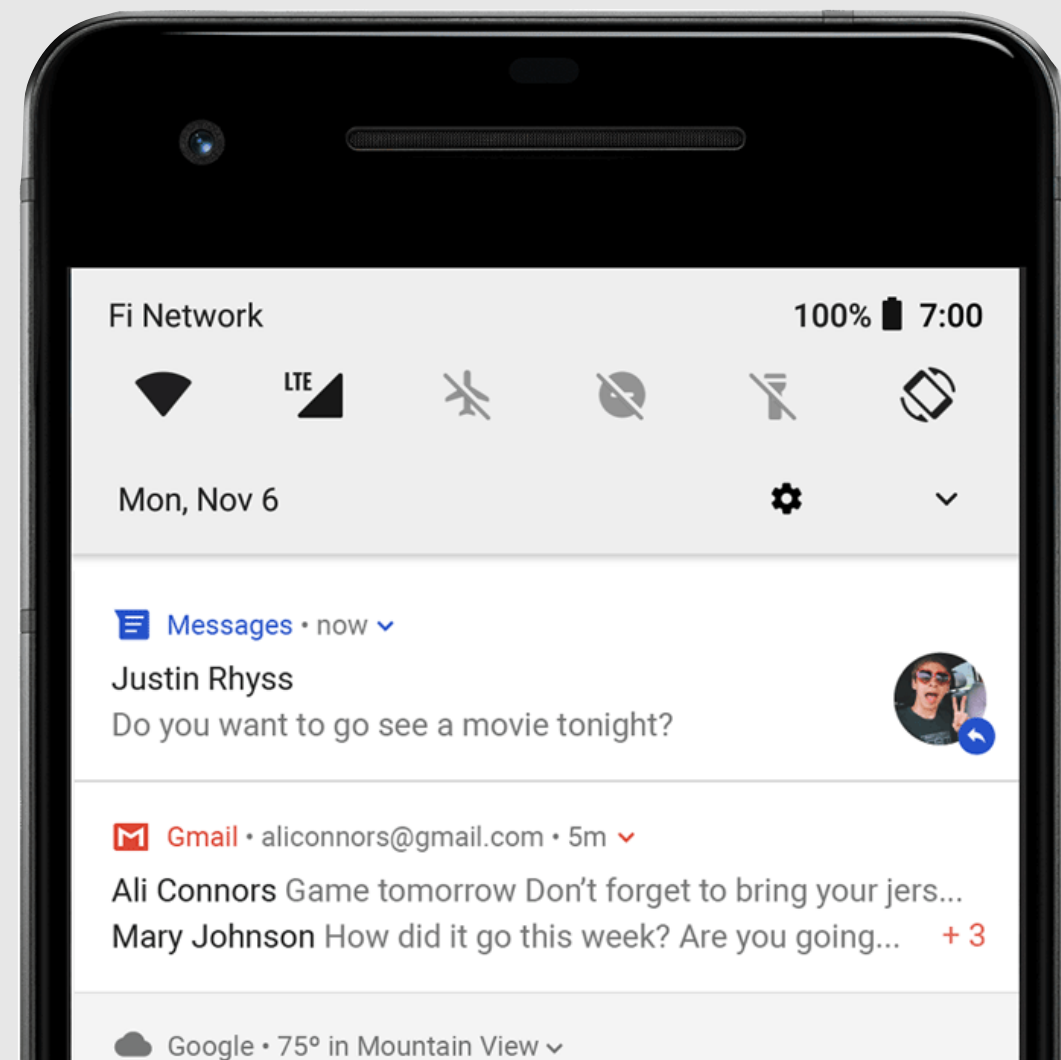 Fi Network 100% 7:00
LTE
Mon, Nov 6
Messages • now
Justin Rhyss
Do you want to go see a movie tonight?
Gmail • aliconnors@gmail.com • 5m
Ali Connors Game tomorrow Don’t forget to bring your jers...
Mary Johnson How did it go this week? Are you going... + 3
Google • 75º in Mountain View